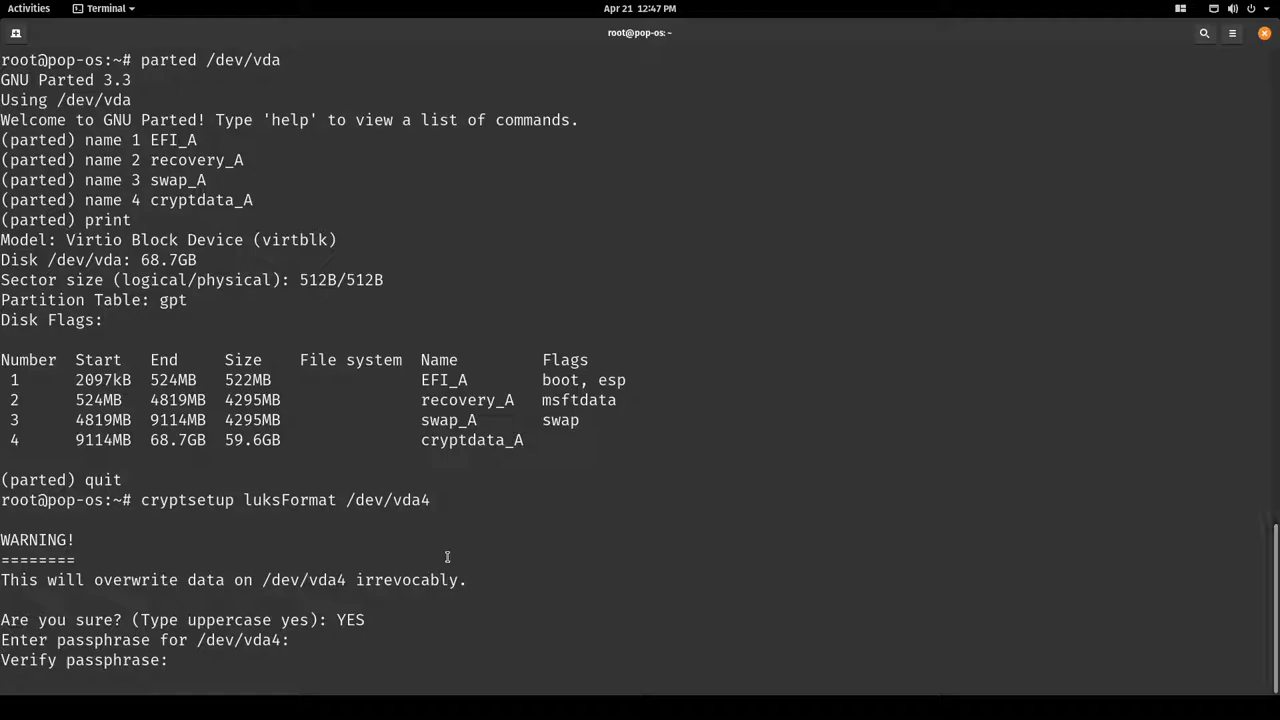 Activities
Terminal
Apr 21 12:47 PM
root@pop-os:~
root@pop-os:~# parted /dev/vda
GNU Parted 3.3
Using /dev/vda
Welcome to GNU Parted! Type 'help' to view a list of commands.
(parted) name 1 EFI_A
(parted) name 2 recovery_A
(parted) name 3 swap_A
(parted) name 4 cryptdata_A
(parted) print
Model: Virtio Block Device (virtblk)
Disk /dev/vda: 68.7GB
Sector size (logical/physical): 512B/512B
Partition Table: gpt
Disk Flags:
Number  Start   End     Size    File system  Name         Flags
1      2097kB  524MB   522MB                EFI_A        boot, esp
2      524MB   4819MB  4295MB               recovery_A   msftdata
3      4819MB  9114MB  4295MB               swap_A       swap
4      9114MB  68.7GB  59.6GB               cryptdata_A
(parted) quit
root@pop-os:~# cryptsetup luksFormat /dev/vda4
WARNING!
========
This will overwrite data on /dev/vda4 irrevocably.
Are you sure? (Type uppercase yes): YES
Enter passphrase for /dev/vda4:
Verify passphrase: